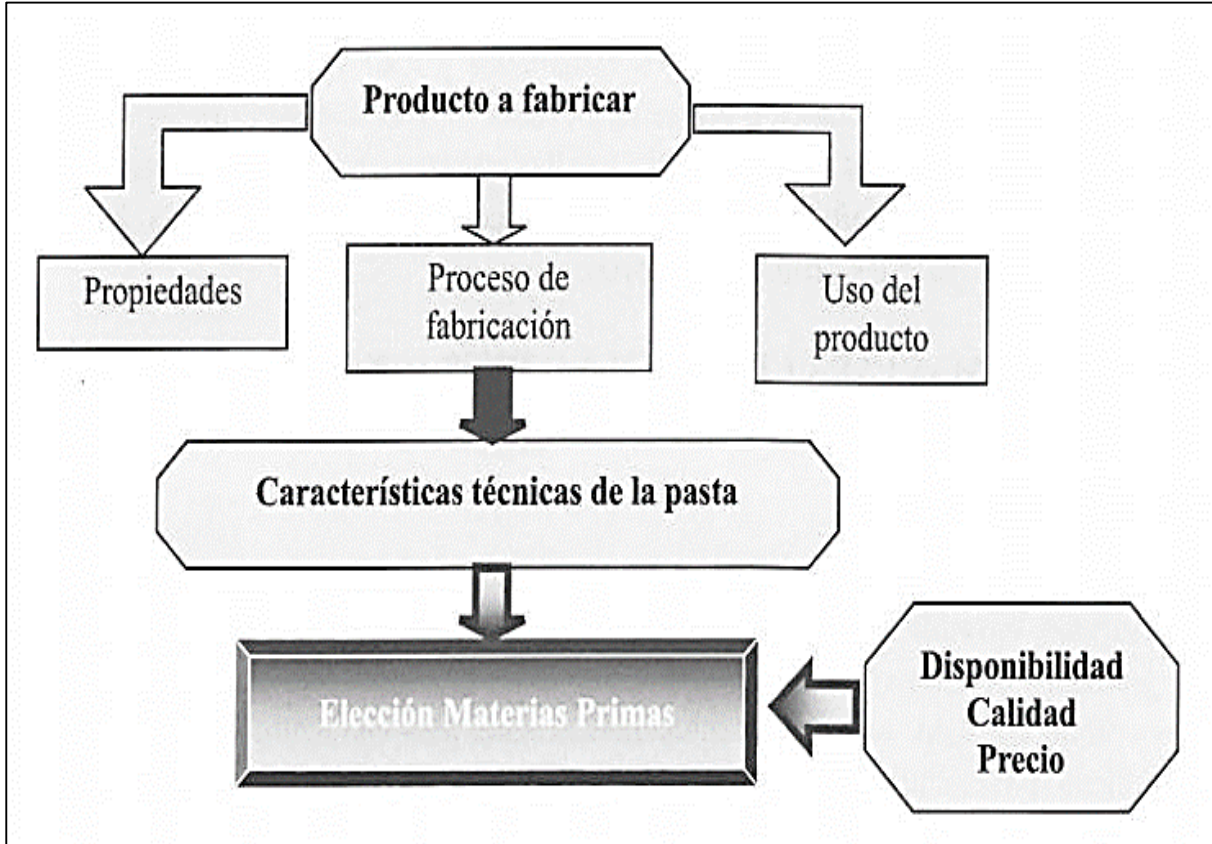 Producto a fabricar
Propiedades
Proceso de
fabricación
Uso del
producto
Características técnicas de la pasta
Elección Materias Primas
Disponibilidad
Calidad
Precio